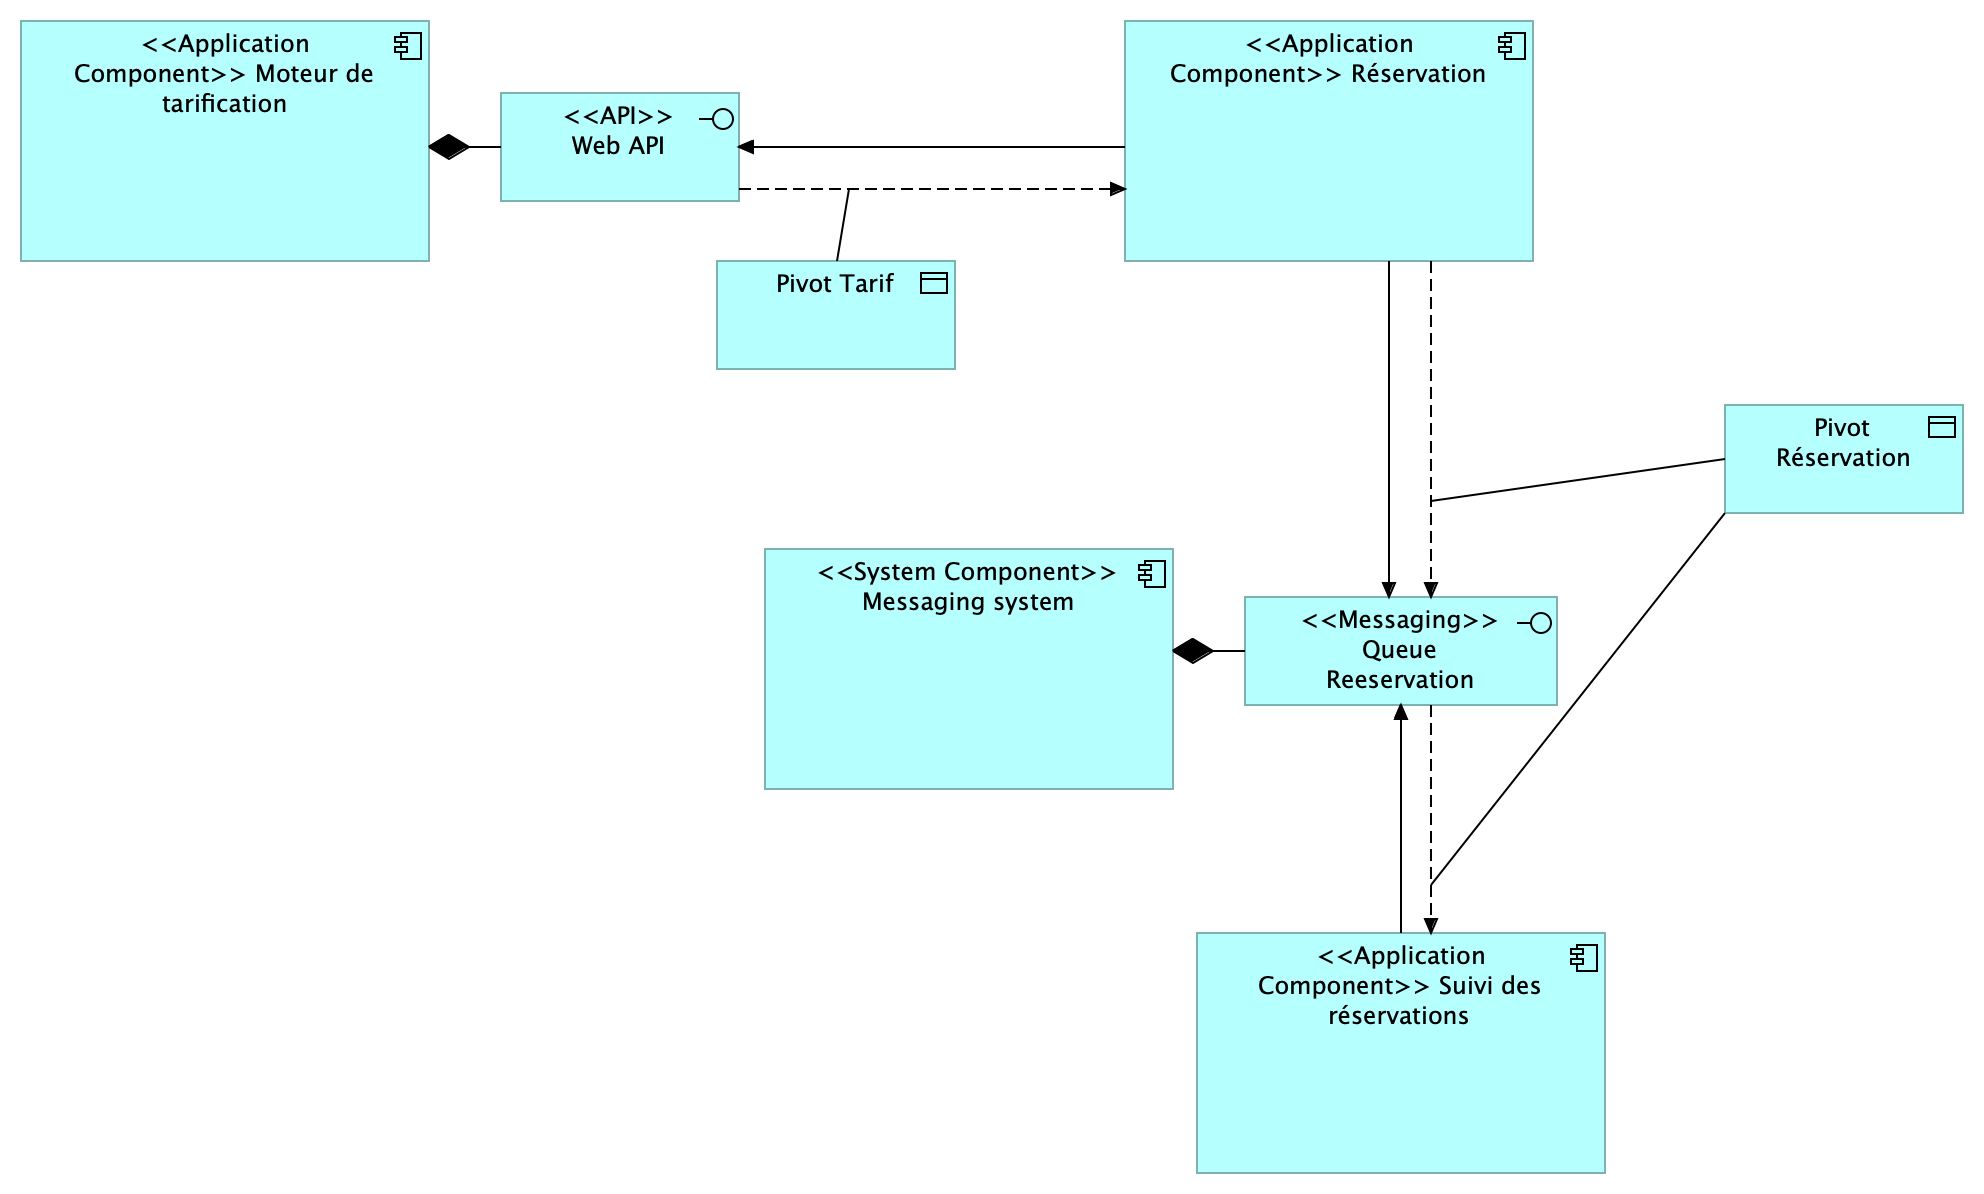 <<Application
Component>> Moteur de
tarification
<<API>>
Web API
<<Application
Component>> Réservation
Pivot Tarif
Pivot
Réservation
<<System Component>>
Messaging system
<<Messaging>>
Queue
Reeservation
<<Application
Component>> Suivi des
réservations